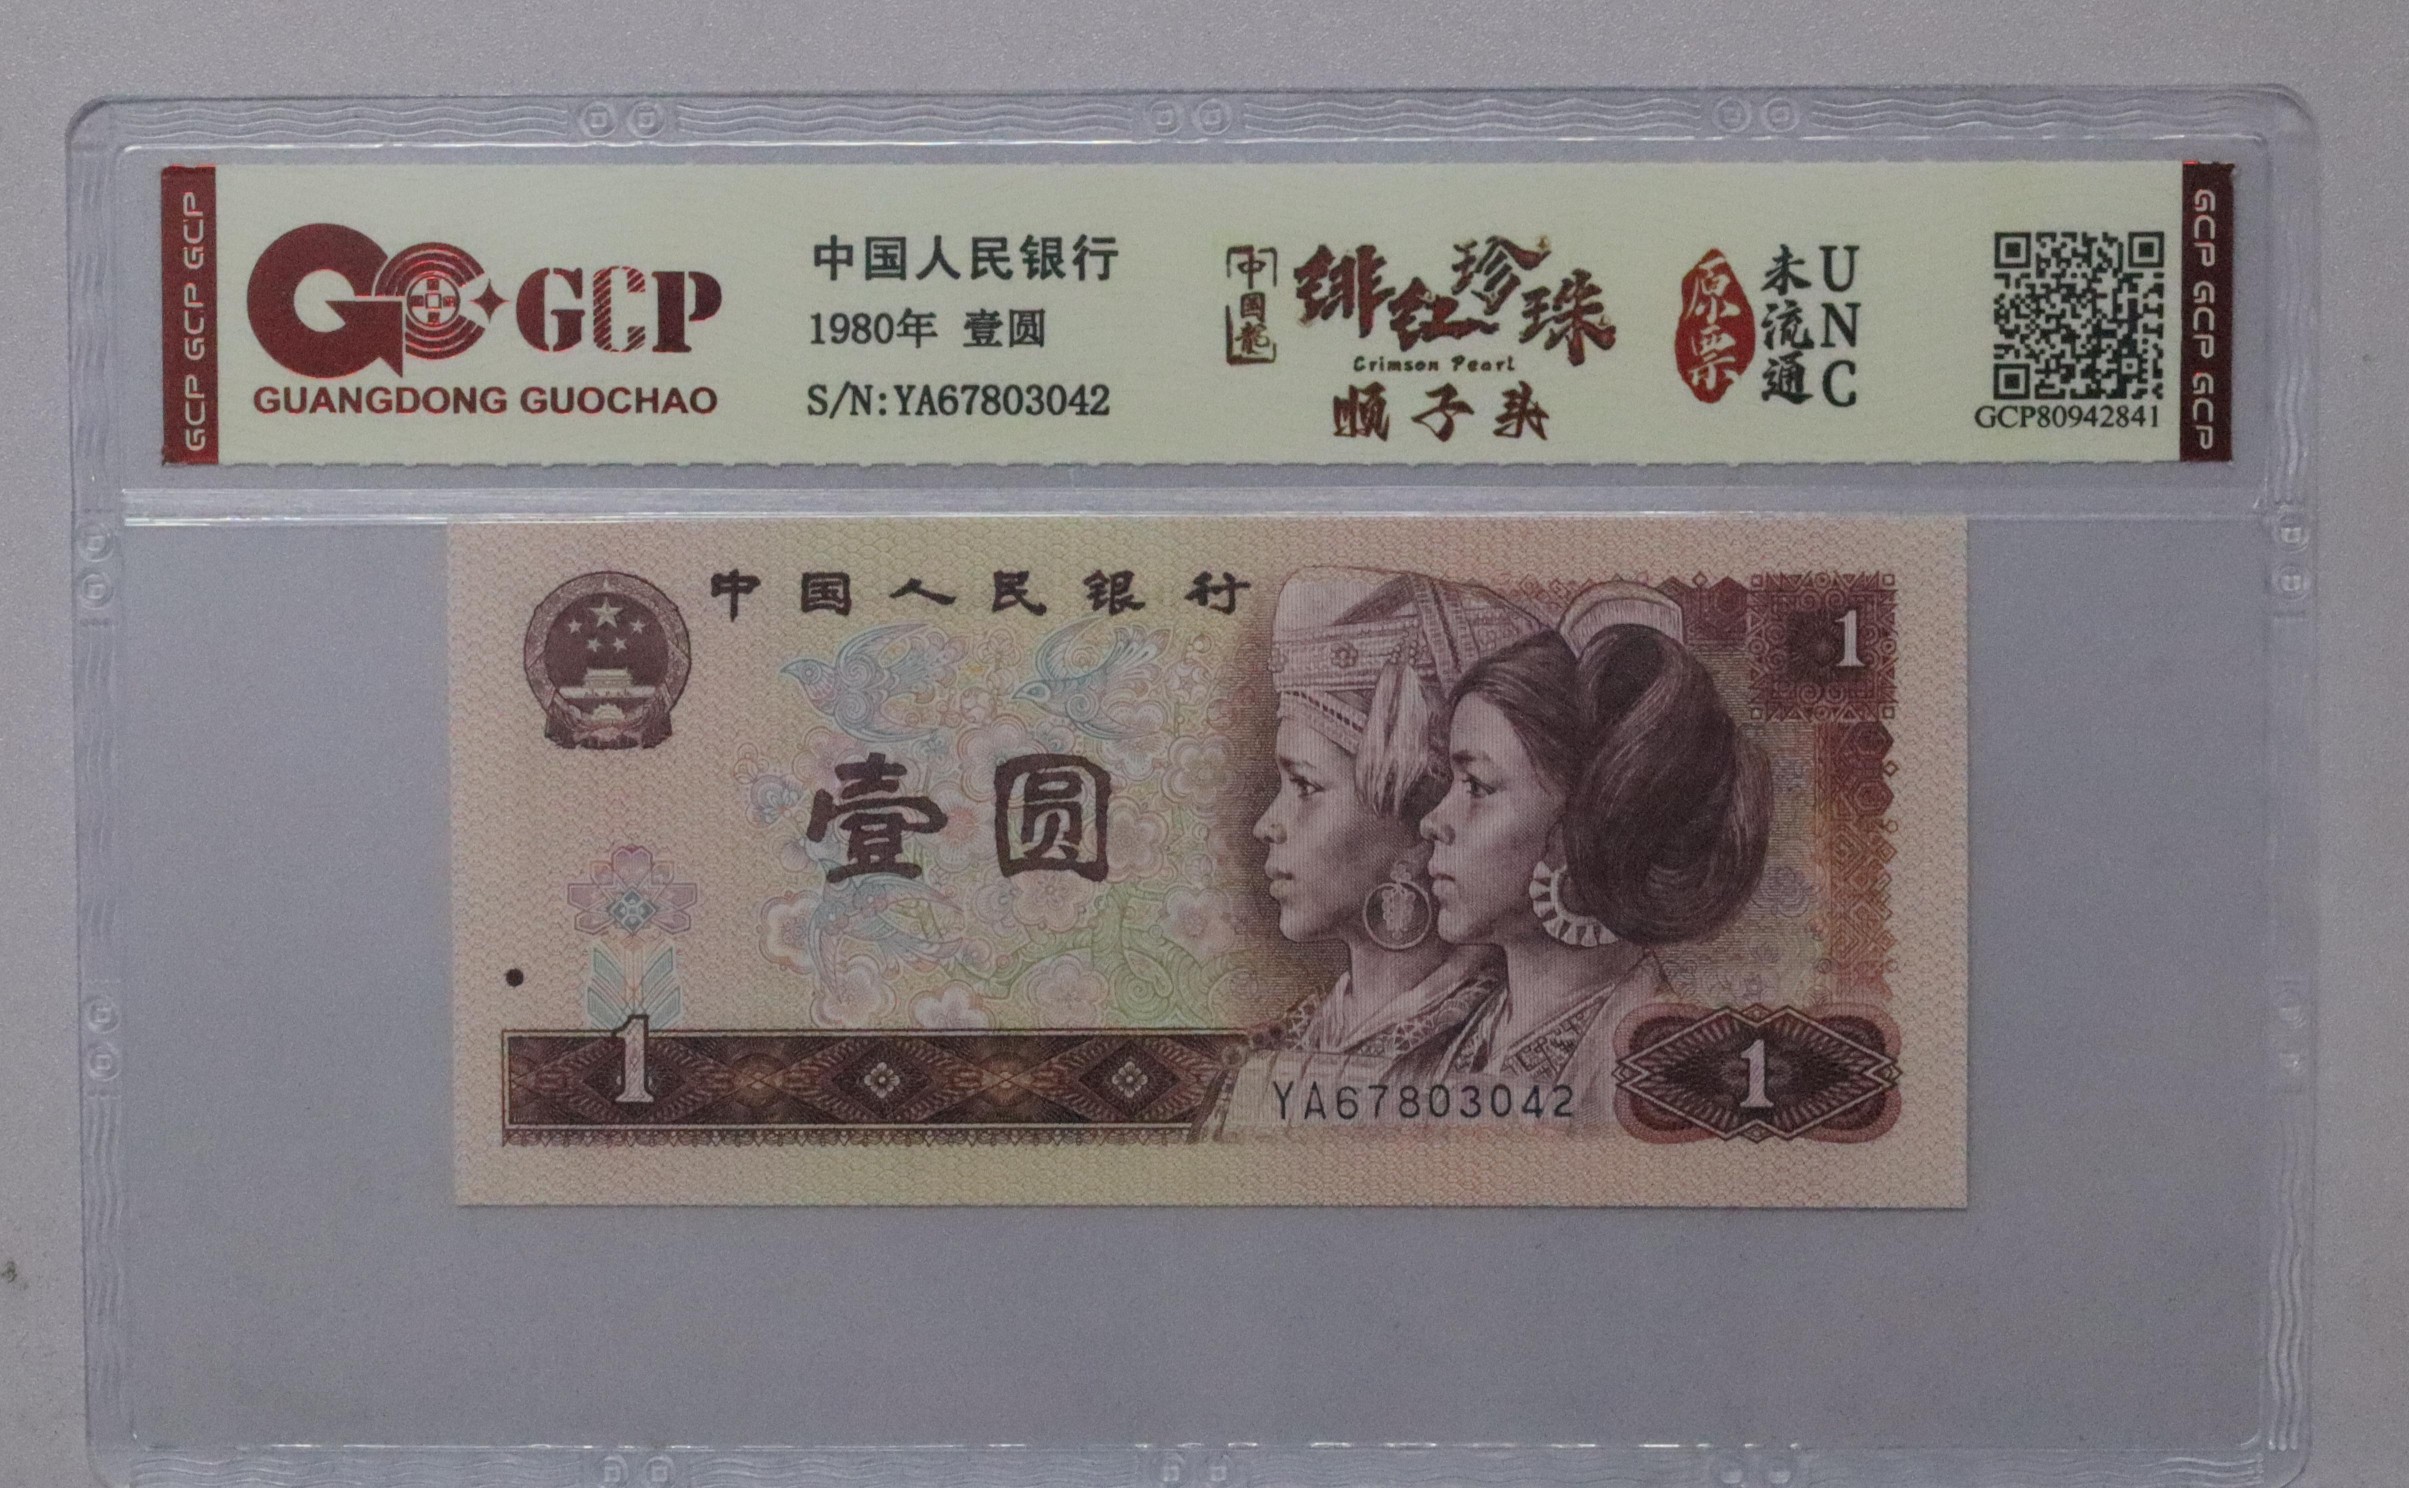 GCP GCP GCP
GCP
GUANGDONG GUOCHAO
中国人民银行
1980年 壹圆
S/N:YA67803042
中国龍
绯红珍珠
Crimson Pearl
顺子头
原票
未流通
UNC
GCP80942841
GCP GCP GCP
中国人民银行
1
壹圆
1
1
YA67803042